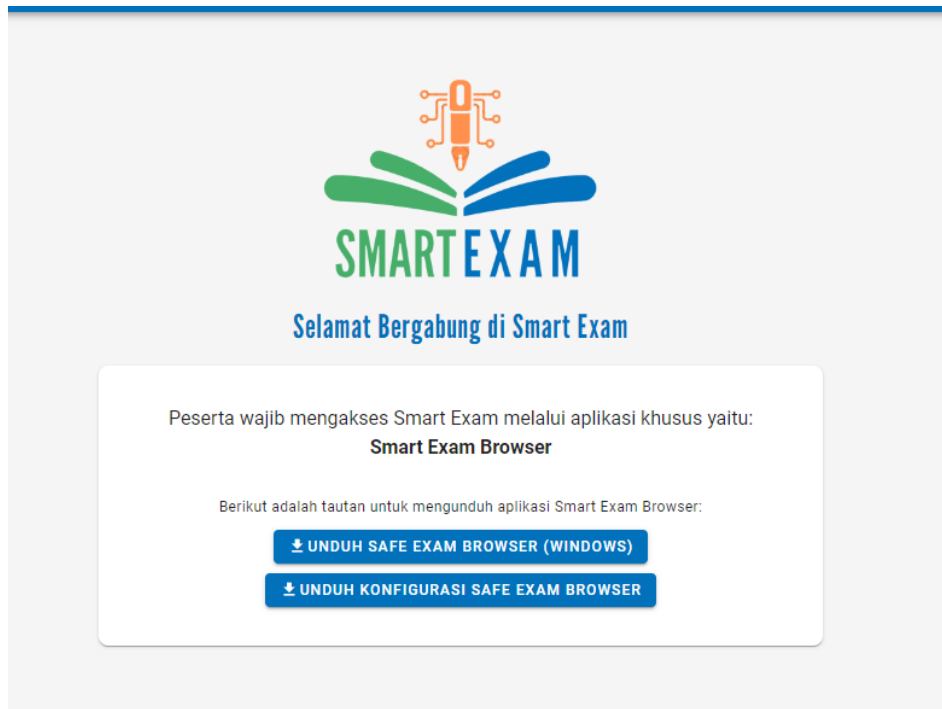 SMARTEXAM
Selamat Bergabung di Smart Exam
Peserta wajib mengakses Smart Exam melalui aplikasi khusus yaitu:
Smart Exam Browser
Berikut adalah tautan untuk mengunduh aplikasi Smart Exam Browser:
UNDUH SAFE EXAM BROWSER (WINDOWS)
UNDUH KONFIGURASI SAFE EXAM BROWSER